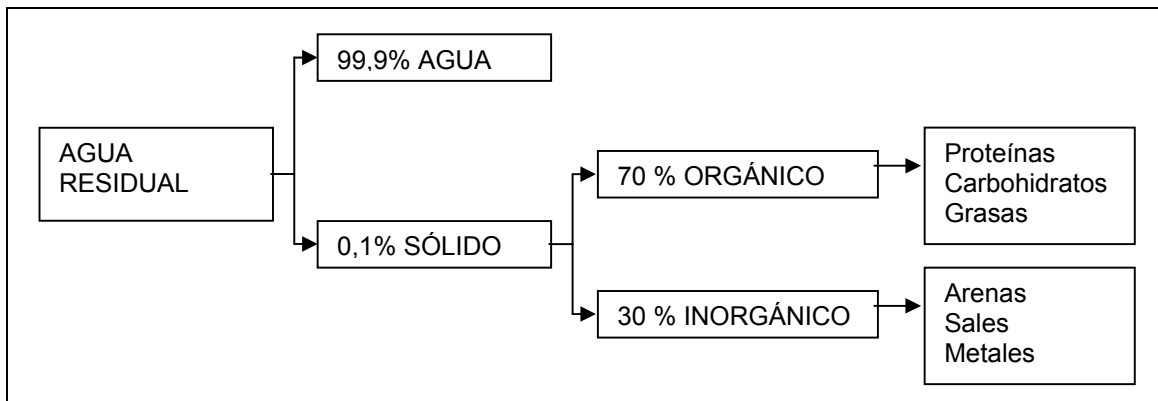 99,9% AGUA
AGUA
RESIDUAL
0,1% SÓLIDO
70 % ORGÁNICO
30 % INORGÁNICO
Proteínas
Carbohidratos
Grasas
Arenas
Sales
Metales